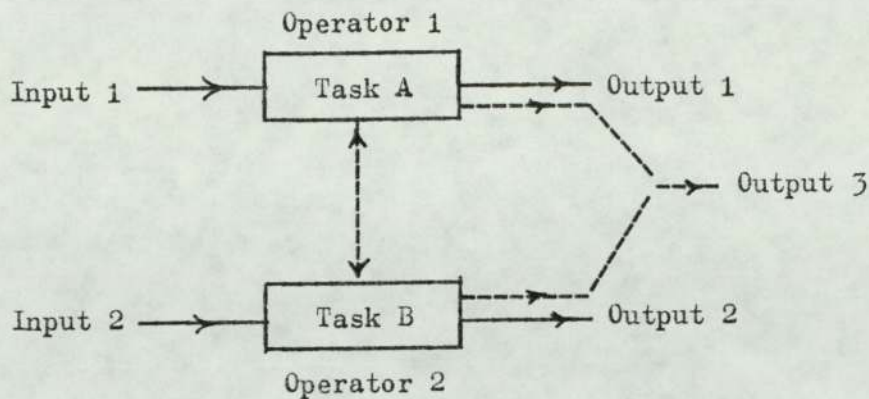 Operator 1
Input 1
Task A
Output 1
Output 3
Input 2
Task B
Output 2
Operator 2